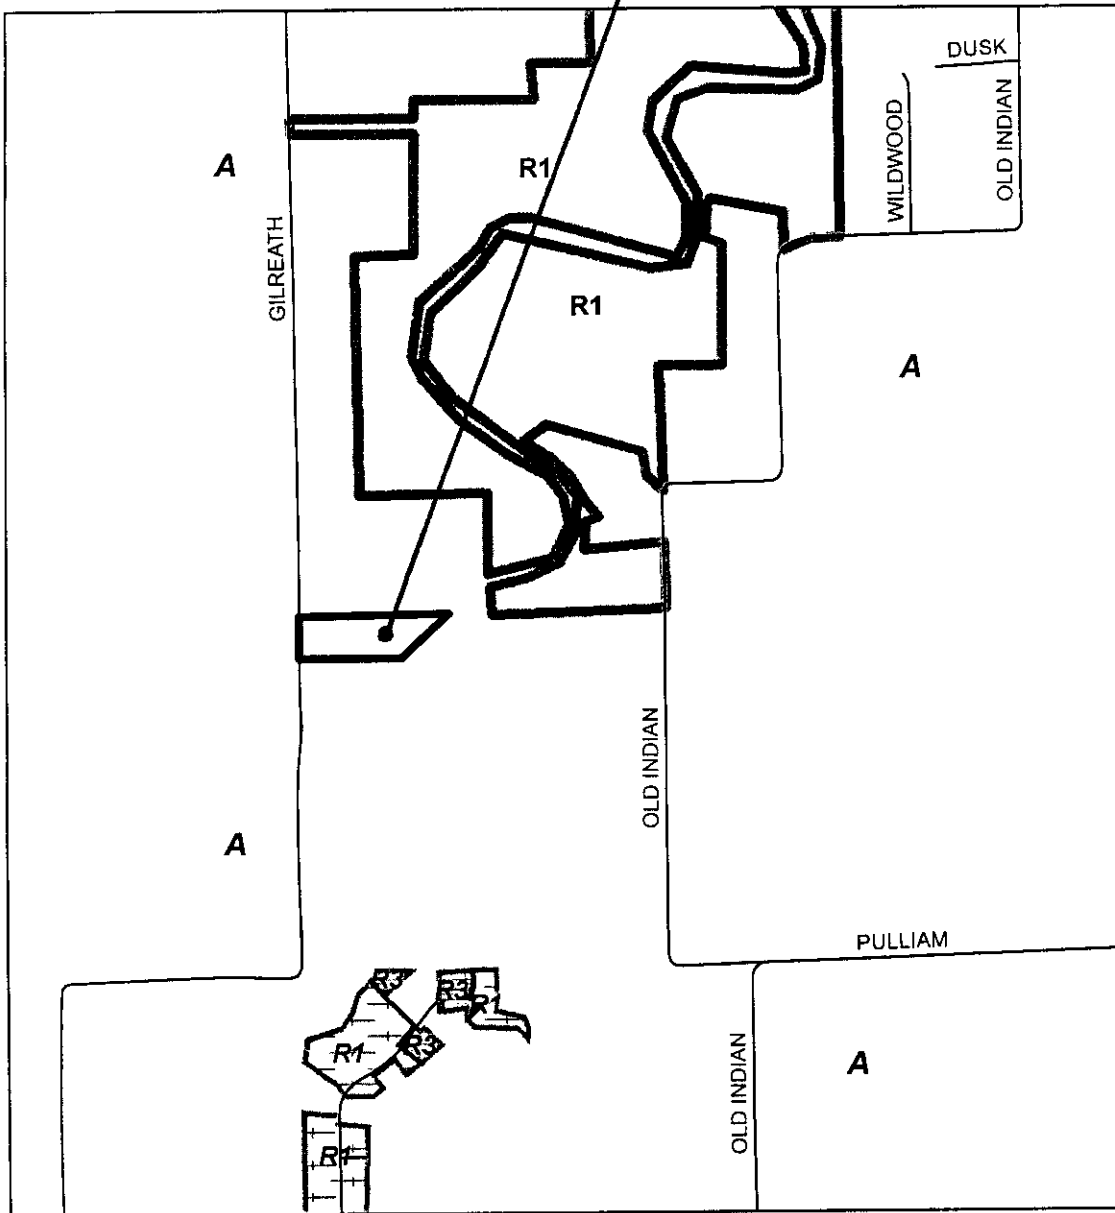 DUSK
WILDWOOD
OLD INDIAN
A
R1
GILREATH
R1
A
OLD INDIAN
A
PULLIAM
R3
R3
R1
R1
R3
OLD INDIAN
A
R1